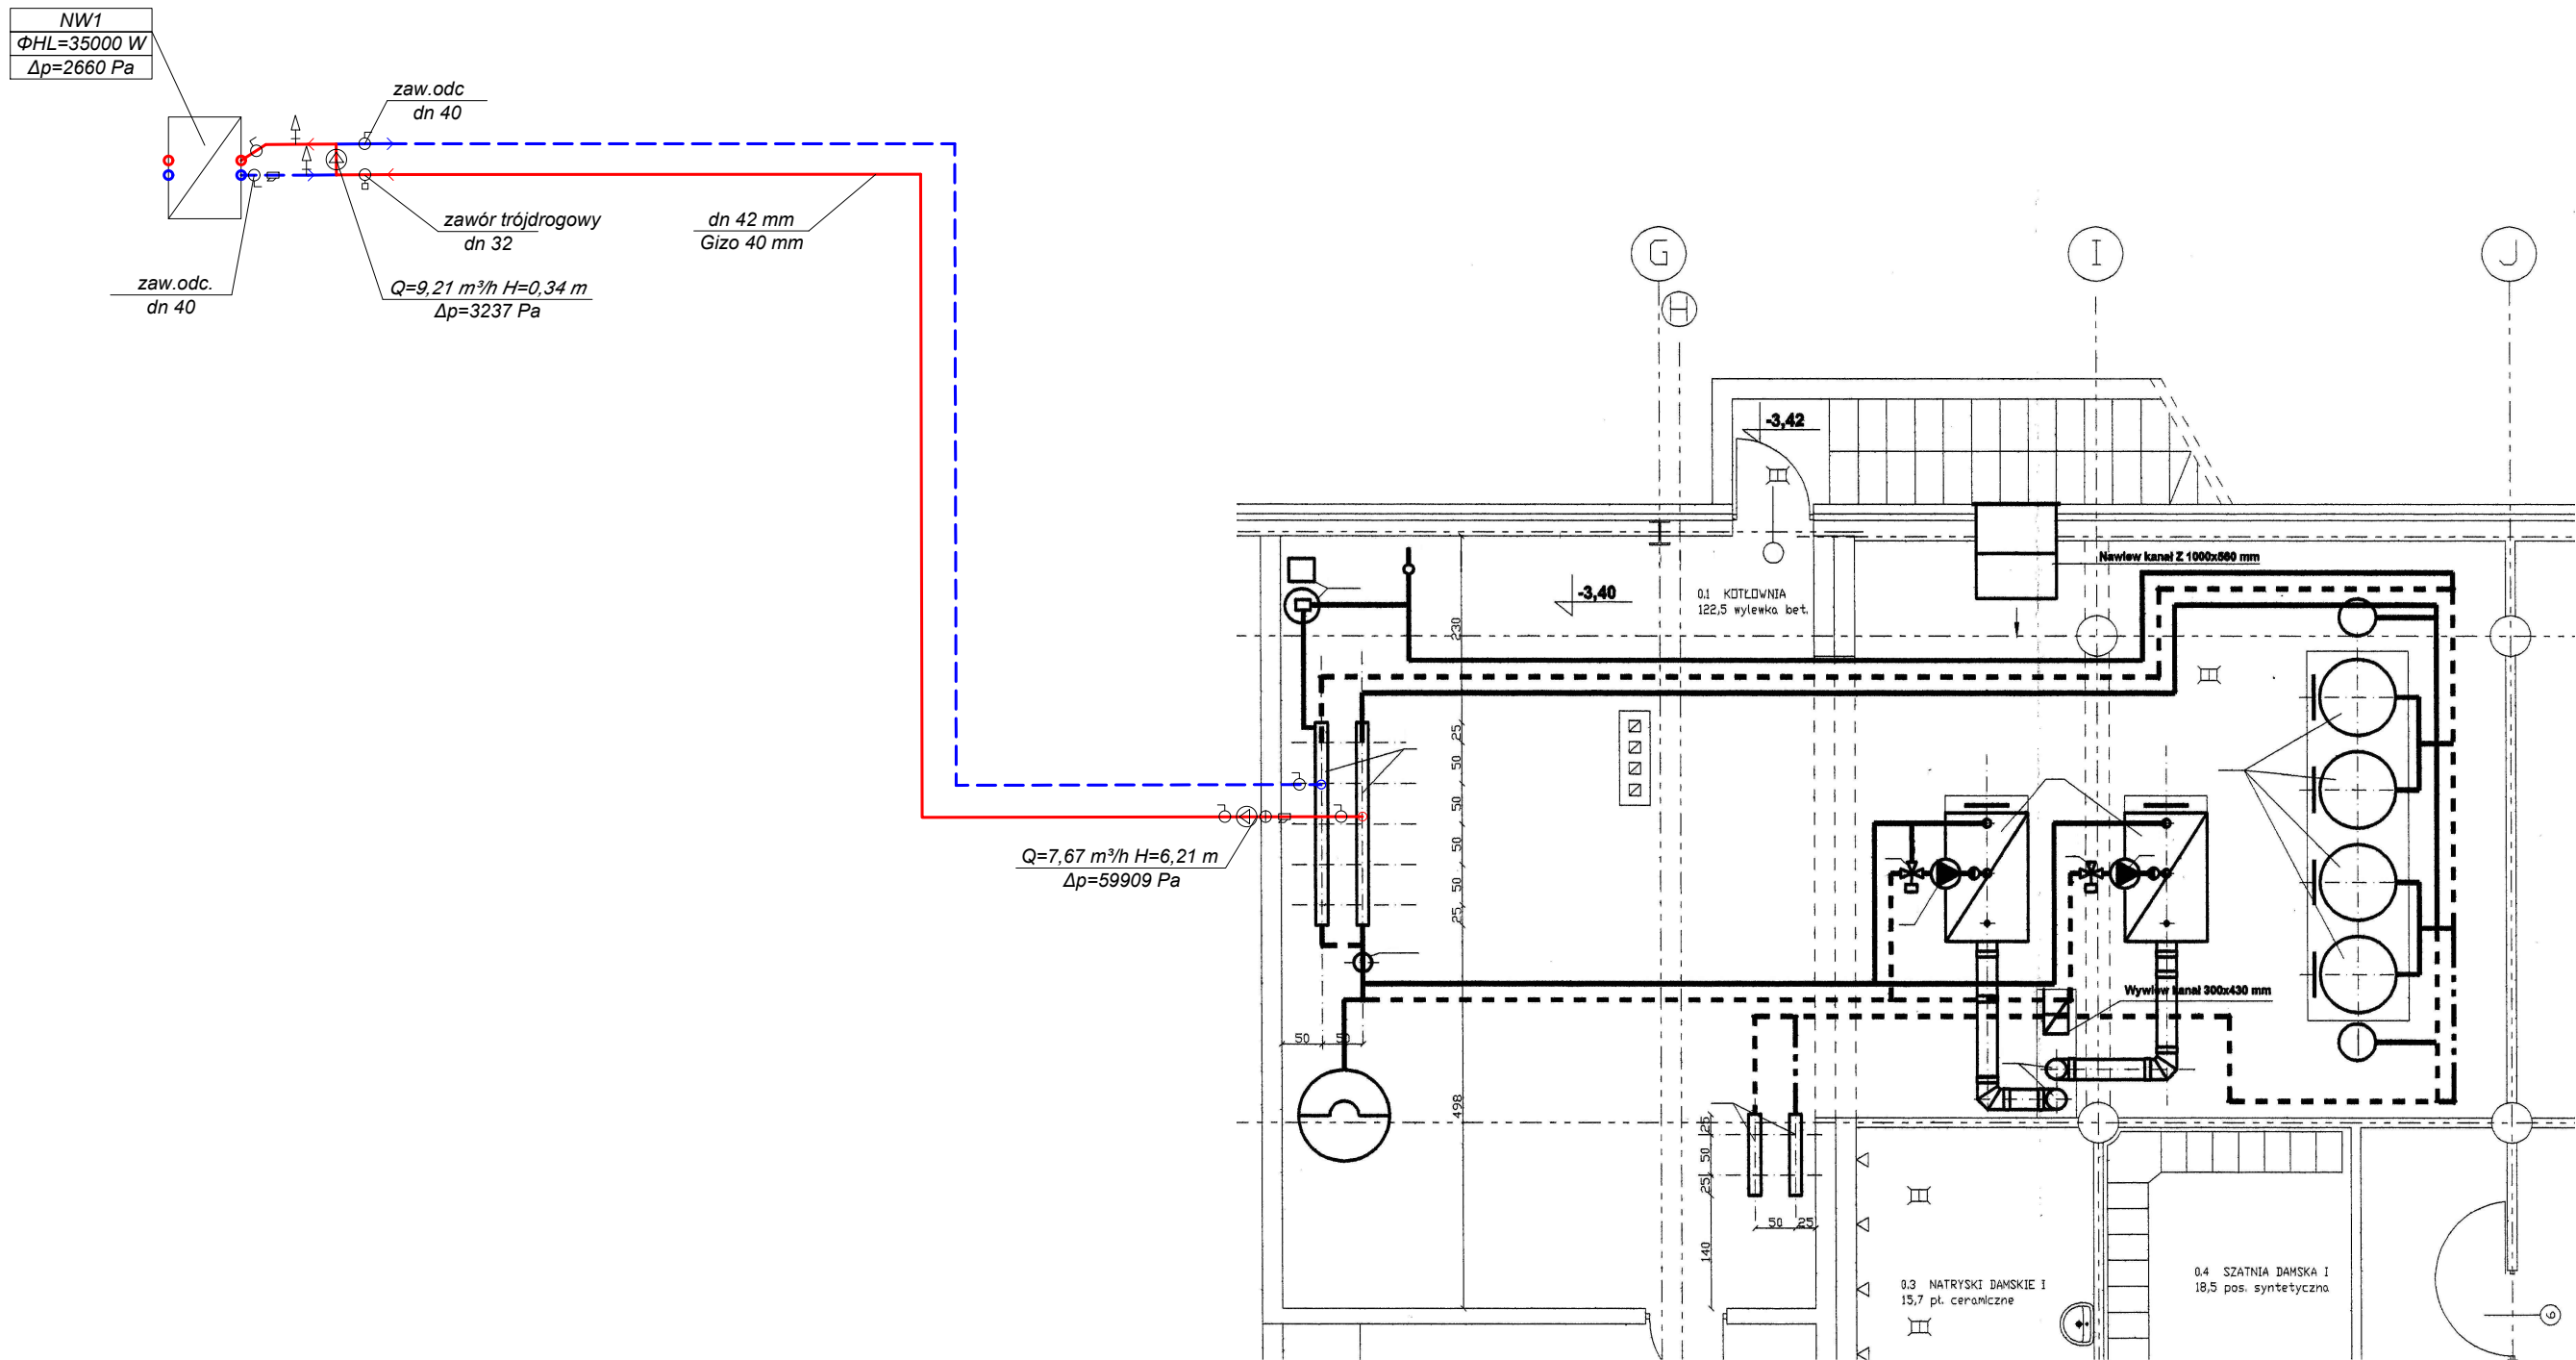 NW1
ΦHL=35000 W
Δp=2660 Pa
zaw.odc
dn 40
zawór trójdrogowy
dn 32
dn 42 mm
Gizo 40 mm
zaw.odc.
dn 40
Q=9,21 m³/h H=0,34 m
Δp=3237 Pa
G
H
I
J
-3,42
Nawiew kanał Z 1000x560 mm
-3,40
0.1 KOTŁOWNIA
122,5 wylewka bet.
230
25
50
50
50
50
25
Q=7,67 m³/h H=6,21 m
Δp=59909 Pa
Wywiew kanał 300x430 mm
50
50
498
25
50
25
50
25
140
0.3 NATRYSKI DAMSKIE I
15,7 pł. ceramiczne
0.4 SZATNIA DAMSKA I
18,5 pos. syntetyczna
6